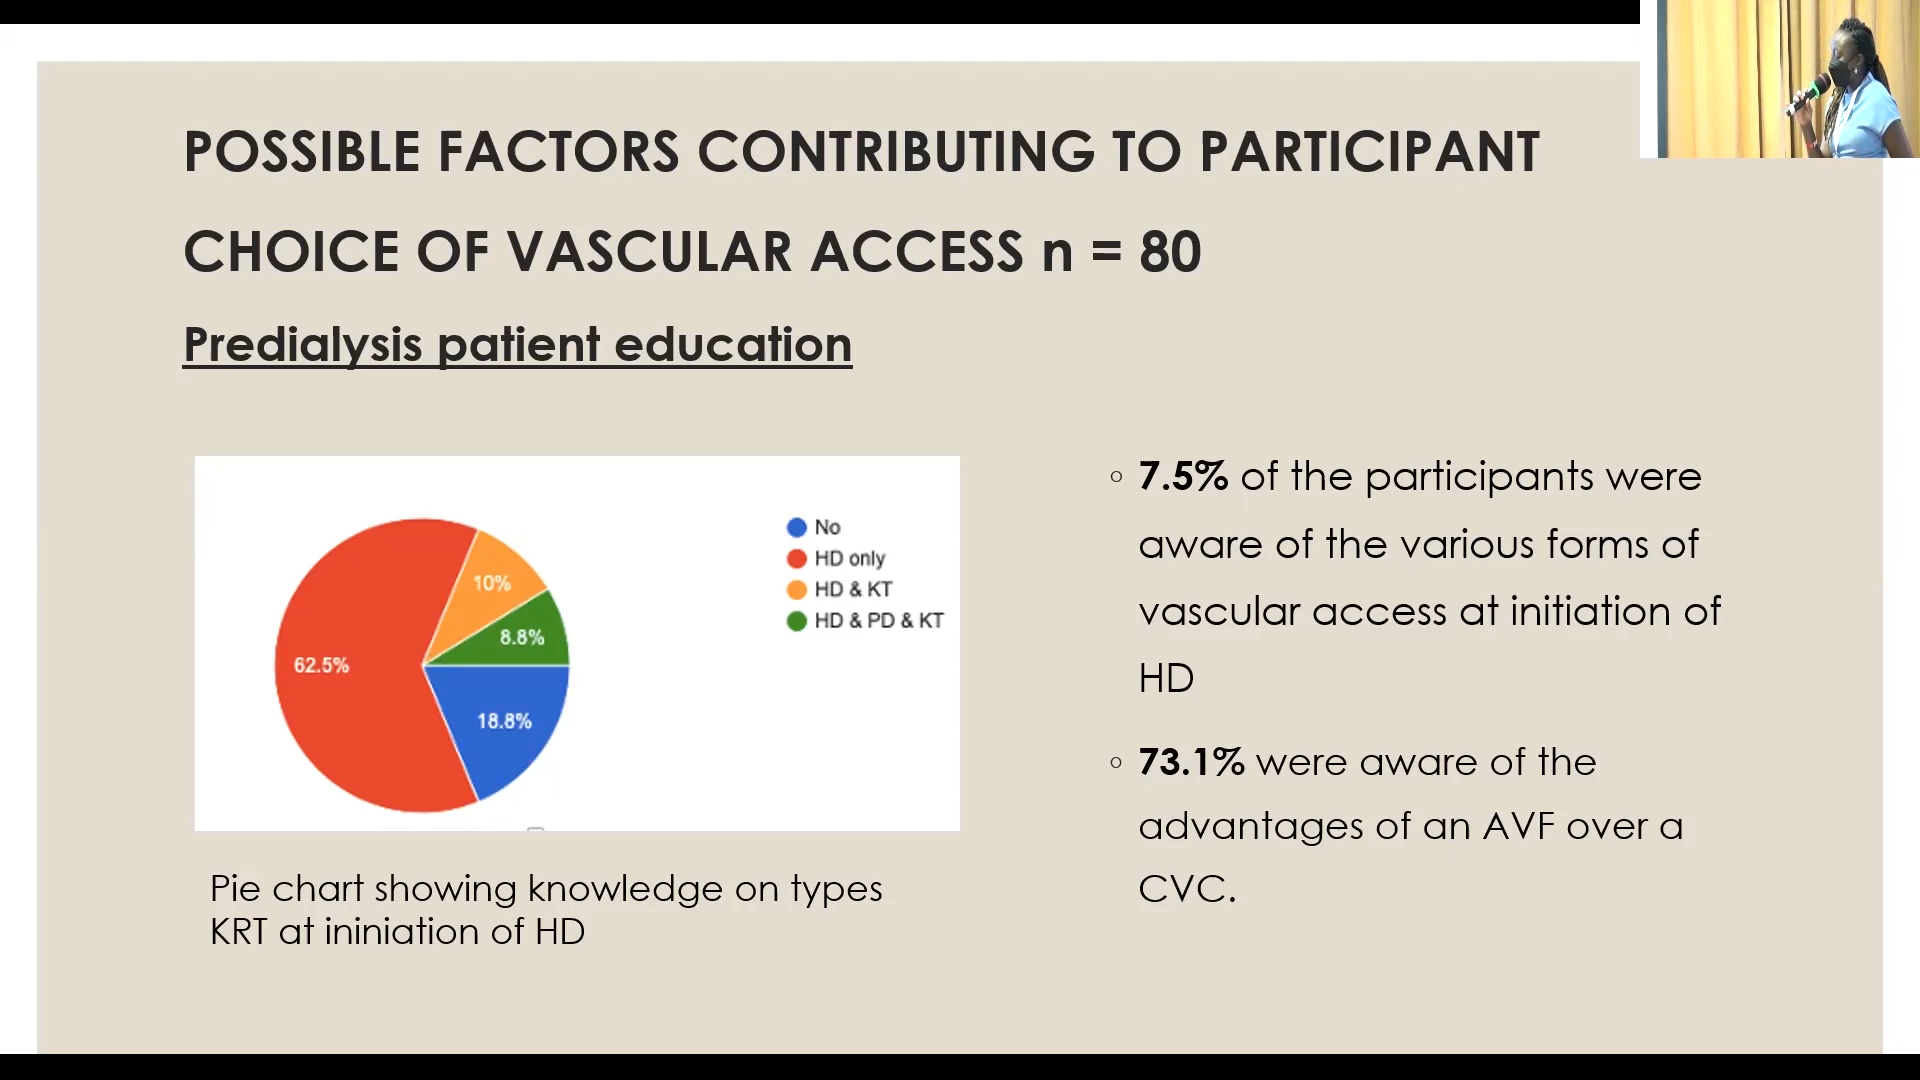 POSSIBLE FACTORS CONTRIBUTING TO PARTICIPANT
CHOICE OF VASCULAR ACCESS n = 80
Predialysis patient education
No
HD only
HD & KT
HD & PD & KT
10%
8.8%
62.5%
18.8%
Pie chart showing knowledge on types
KRT at ininiation of HD
◦ 7.5% of the participants were
aware of the various forms of
vascular access at initiation of
HD
◦ 73.1% were aware of the
advantages of an AVF over a
CVC.